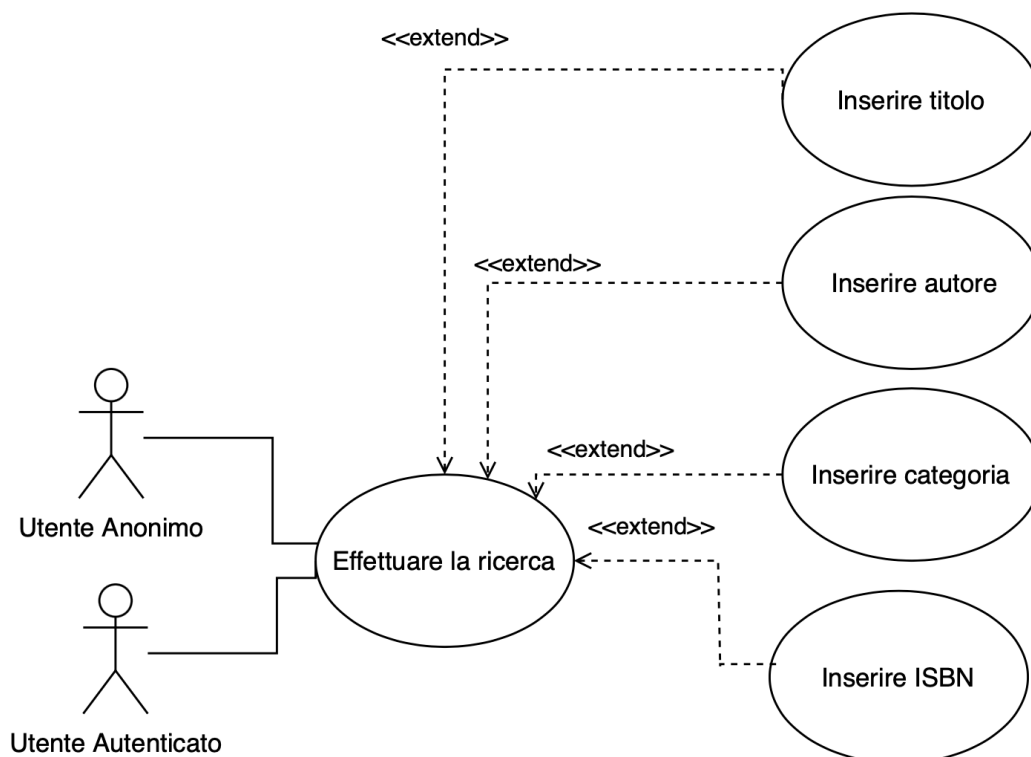 <<extend>>
Inserire titolo
<<extend>>
Inserire autore
<<extend>>
Inserire categoria
Utente Anonimo
<<extend>>
Effettuare la ricerca
Inserire ISBN
Utente Autenticato